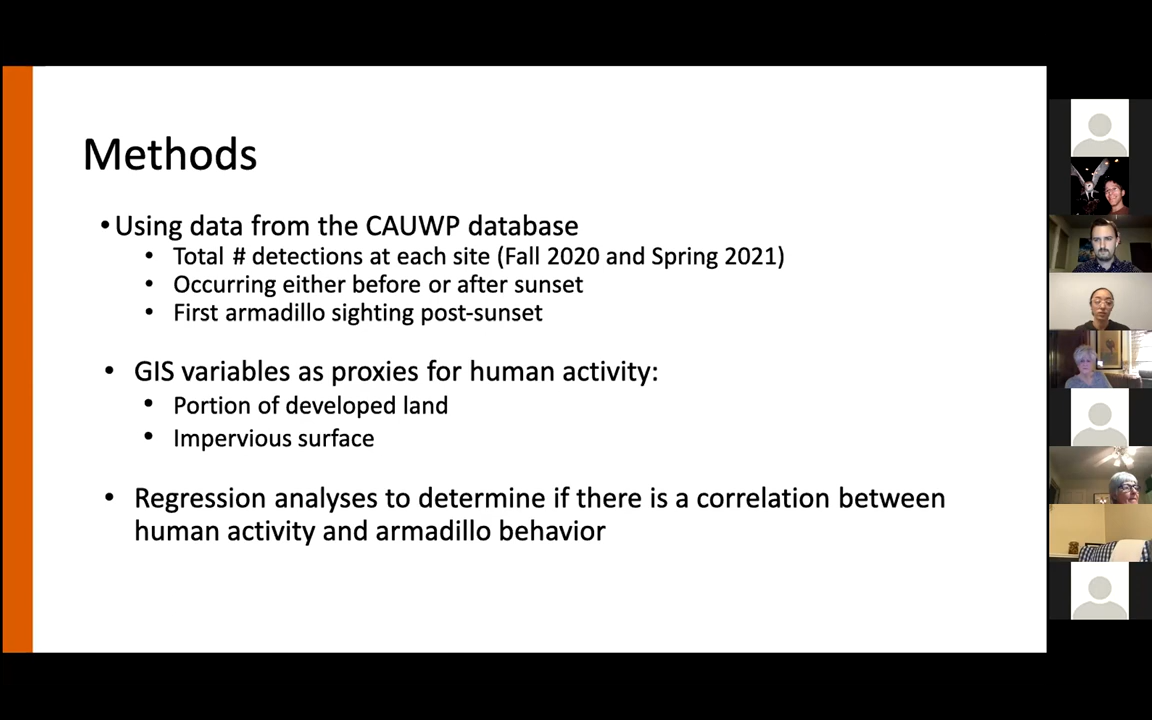 Methods
• Using data from the CAUWP database
• Total # detections at each site (Fall 2020 and Spring 2021)
• Occurring either before or after sunset
• First armadillo sighting post-sunset
• GIS variables as proxies for human activity:
• Portion of developed land
• Impervious surface
• Regression analyses to determine if there is a correlation between
human activity and armadillo behavior